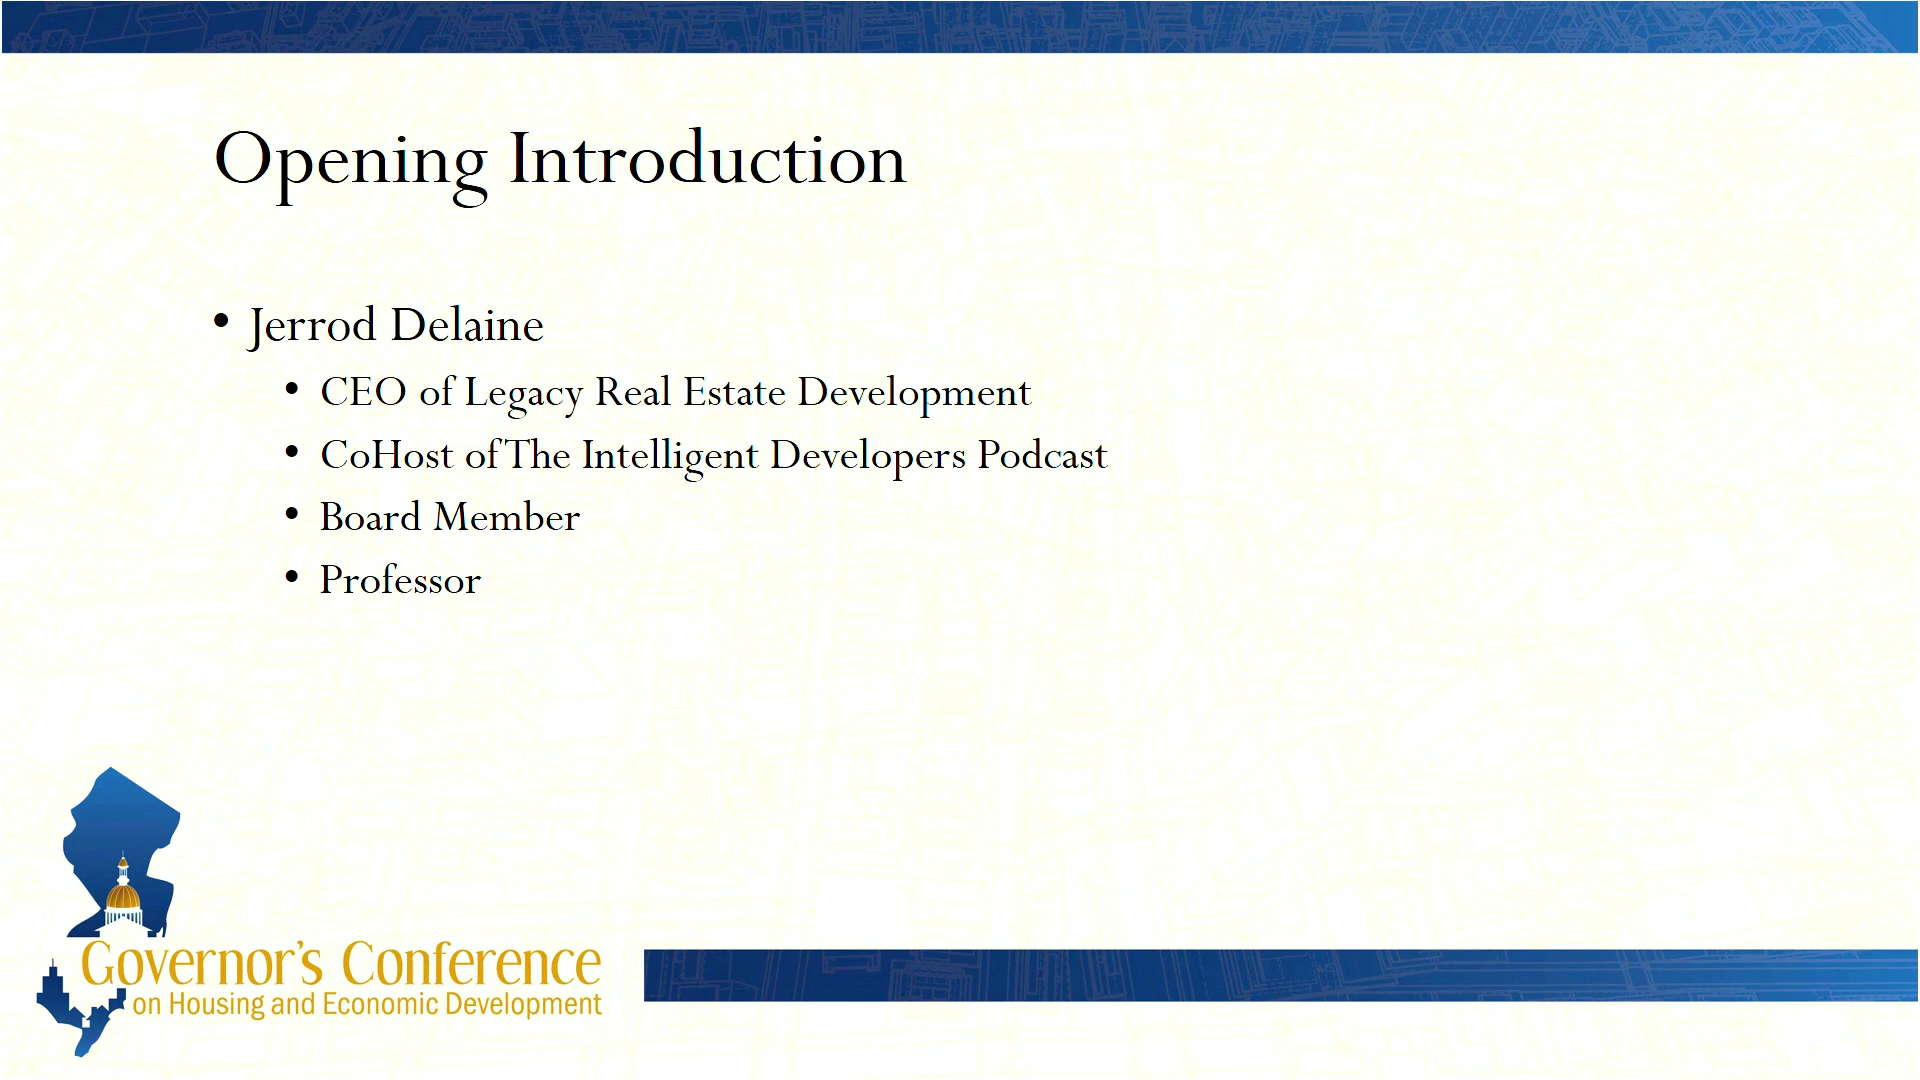 Opening Introduction
• Jerrod Delaine
• CEO of Legacy Real Estate Development
• CoHost of The Intelligent Developers Podcast
• Board Member
• Professor
Governor's Conference
on Housing and Economic Development